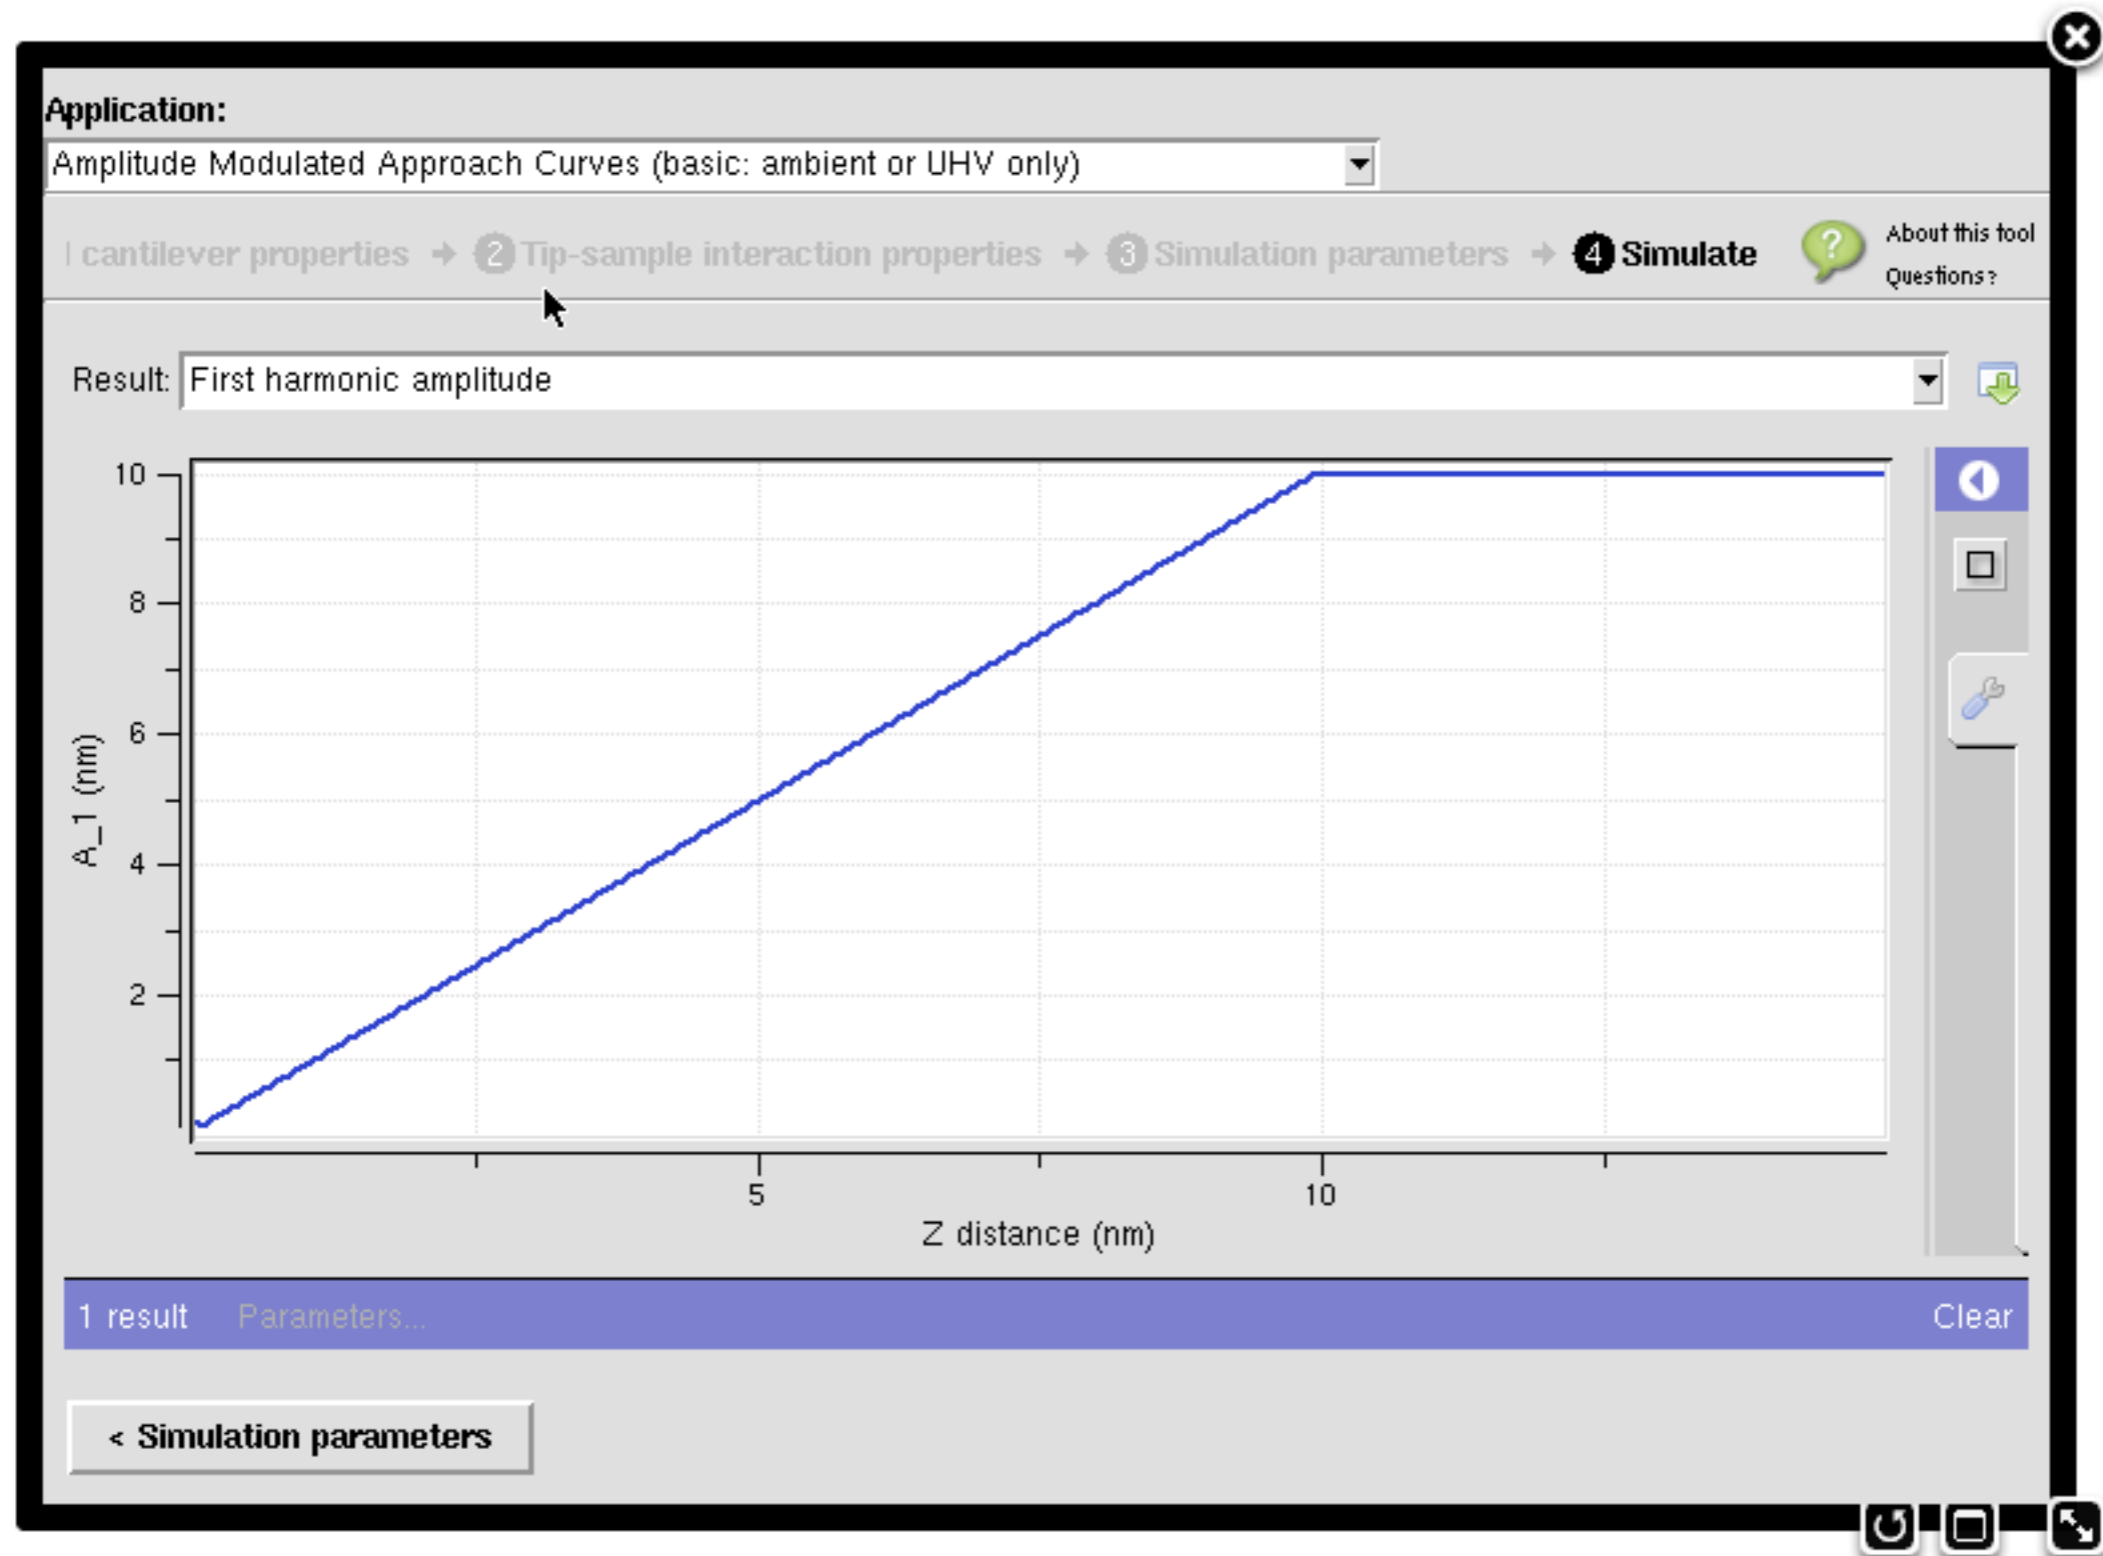 Application:
Amplitude Modulated Approach Curves (basic: ambient or UHV only)
cantilever properties → 2 Tip-sample interaction properties → 3 Simulation parameters → 4 Simulate
? About this tool
Questions?
Result: First harmonic amplitude
10
8
6
4
2
A_1 (nm)
5 10
Z distance (nm)
1 result Parameters... Clear
< Simulation parameters